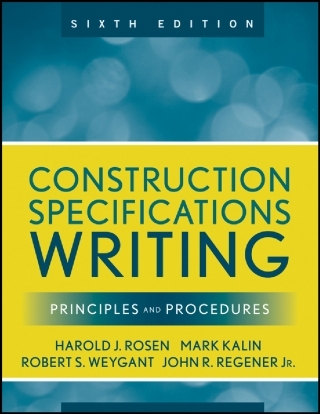 SIXTH EDITION
CONSTRUCTION
SPECIFICATIONS
WRITING
PRINCIPLES AND PROCEDURES
HAROLD J. ROSEN MARK KALIN
ROBERT S. WEYGANT JOHN R. REGENER JR.